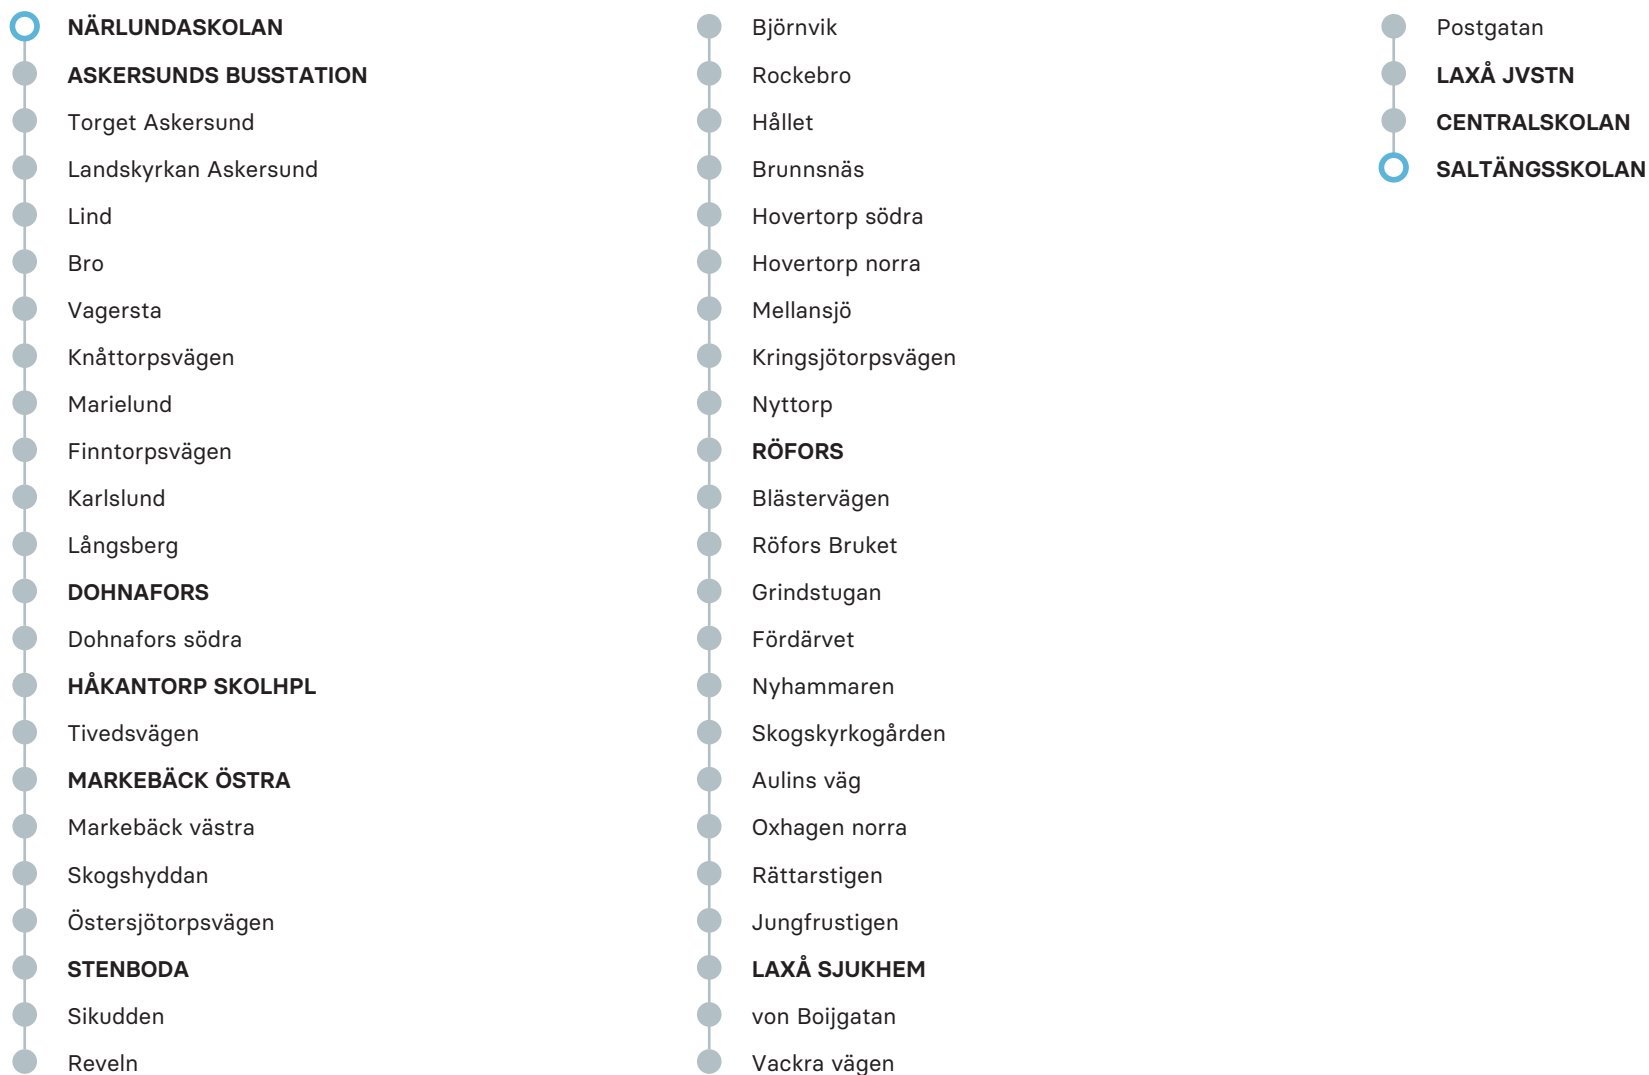 NÄRLUNDASKOLAN
ASKERSUNDS BUSSTATION
Torget Askersund
Landskyrkan Askersund
Lind
Bro
Vagersta
Knåttorpsvägen
Marielund
Finntorpsvägen
Karlslund
Långsberg
DOHNAFORS
Dohnafors södra
HÅKANTORP SKOLHPL
Tivedsvägen
MARKEBÄCK ÖSTRA
Markebäck västra
Skogshyddan
Östersjötorpsvägen
STENBODA
Sikudden
Reveln
Björnvik
Rockebro
Hållet
Brunnsnäs
Hovertorp södra
Hovertorp norra
Mellansjö
Kringsjötorpsvägen
Nyttorp
RÖFORS
Blästervägen
Röfors Bruket
Grindstugan
Fördärvet
Nyhammaren
Skogskyrkogården
Aulins väg
Oxhagen norra
Rättarstigen
Jungfrustigen
LAXÅ SJUKHEM
von Boijgatan
Vackra vägen
Postgatan
LAXÅ JVSTN
CENTRALSKOLAN
SALTÄNGSSKOLAN